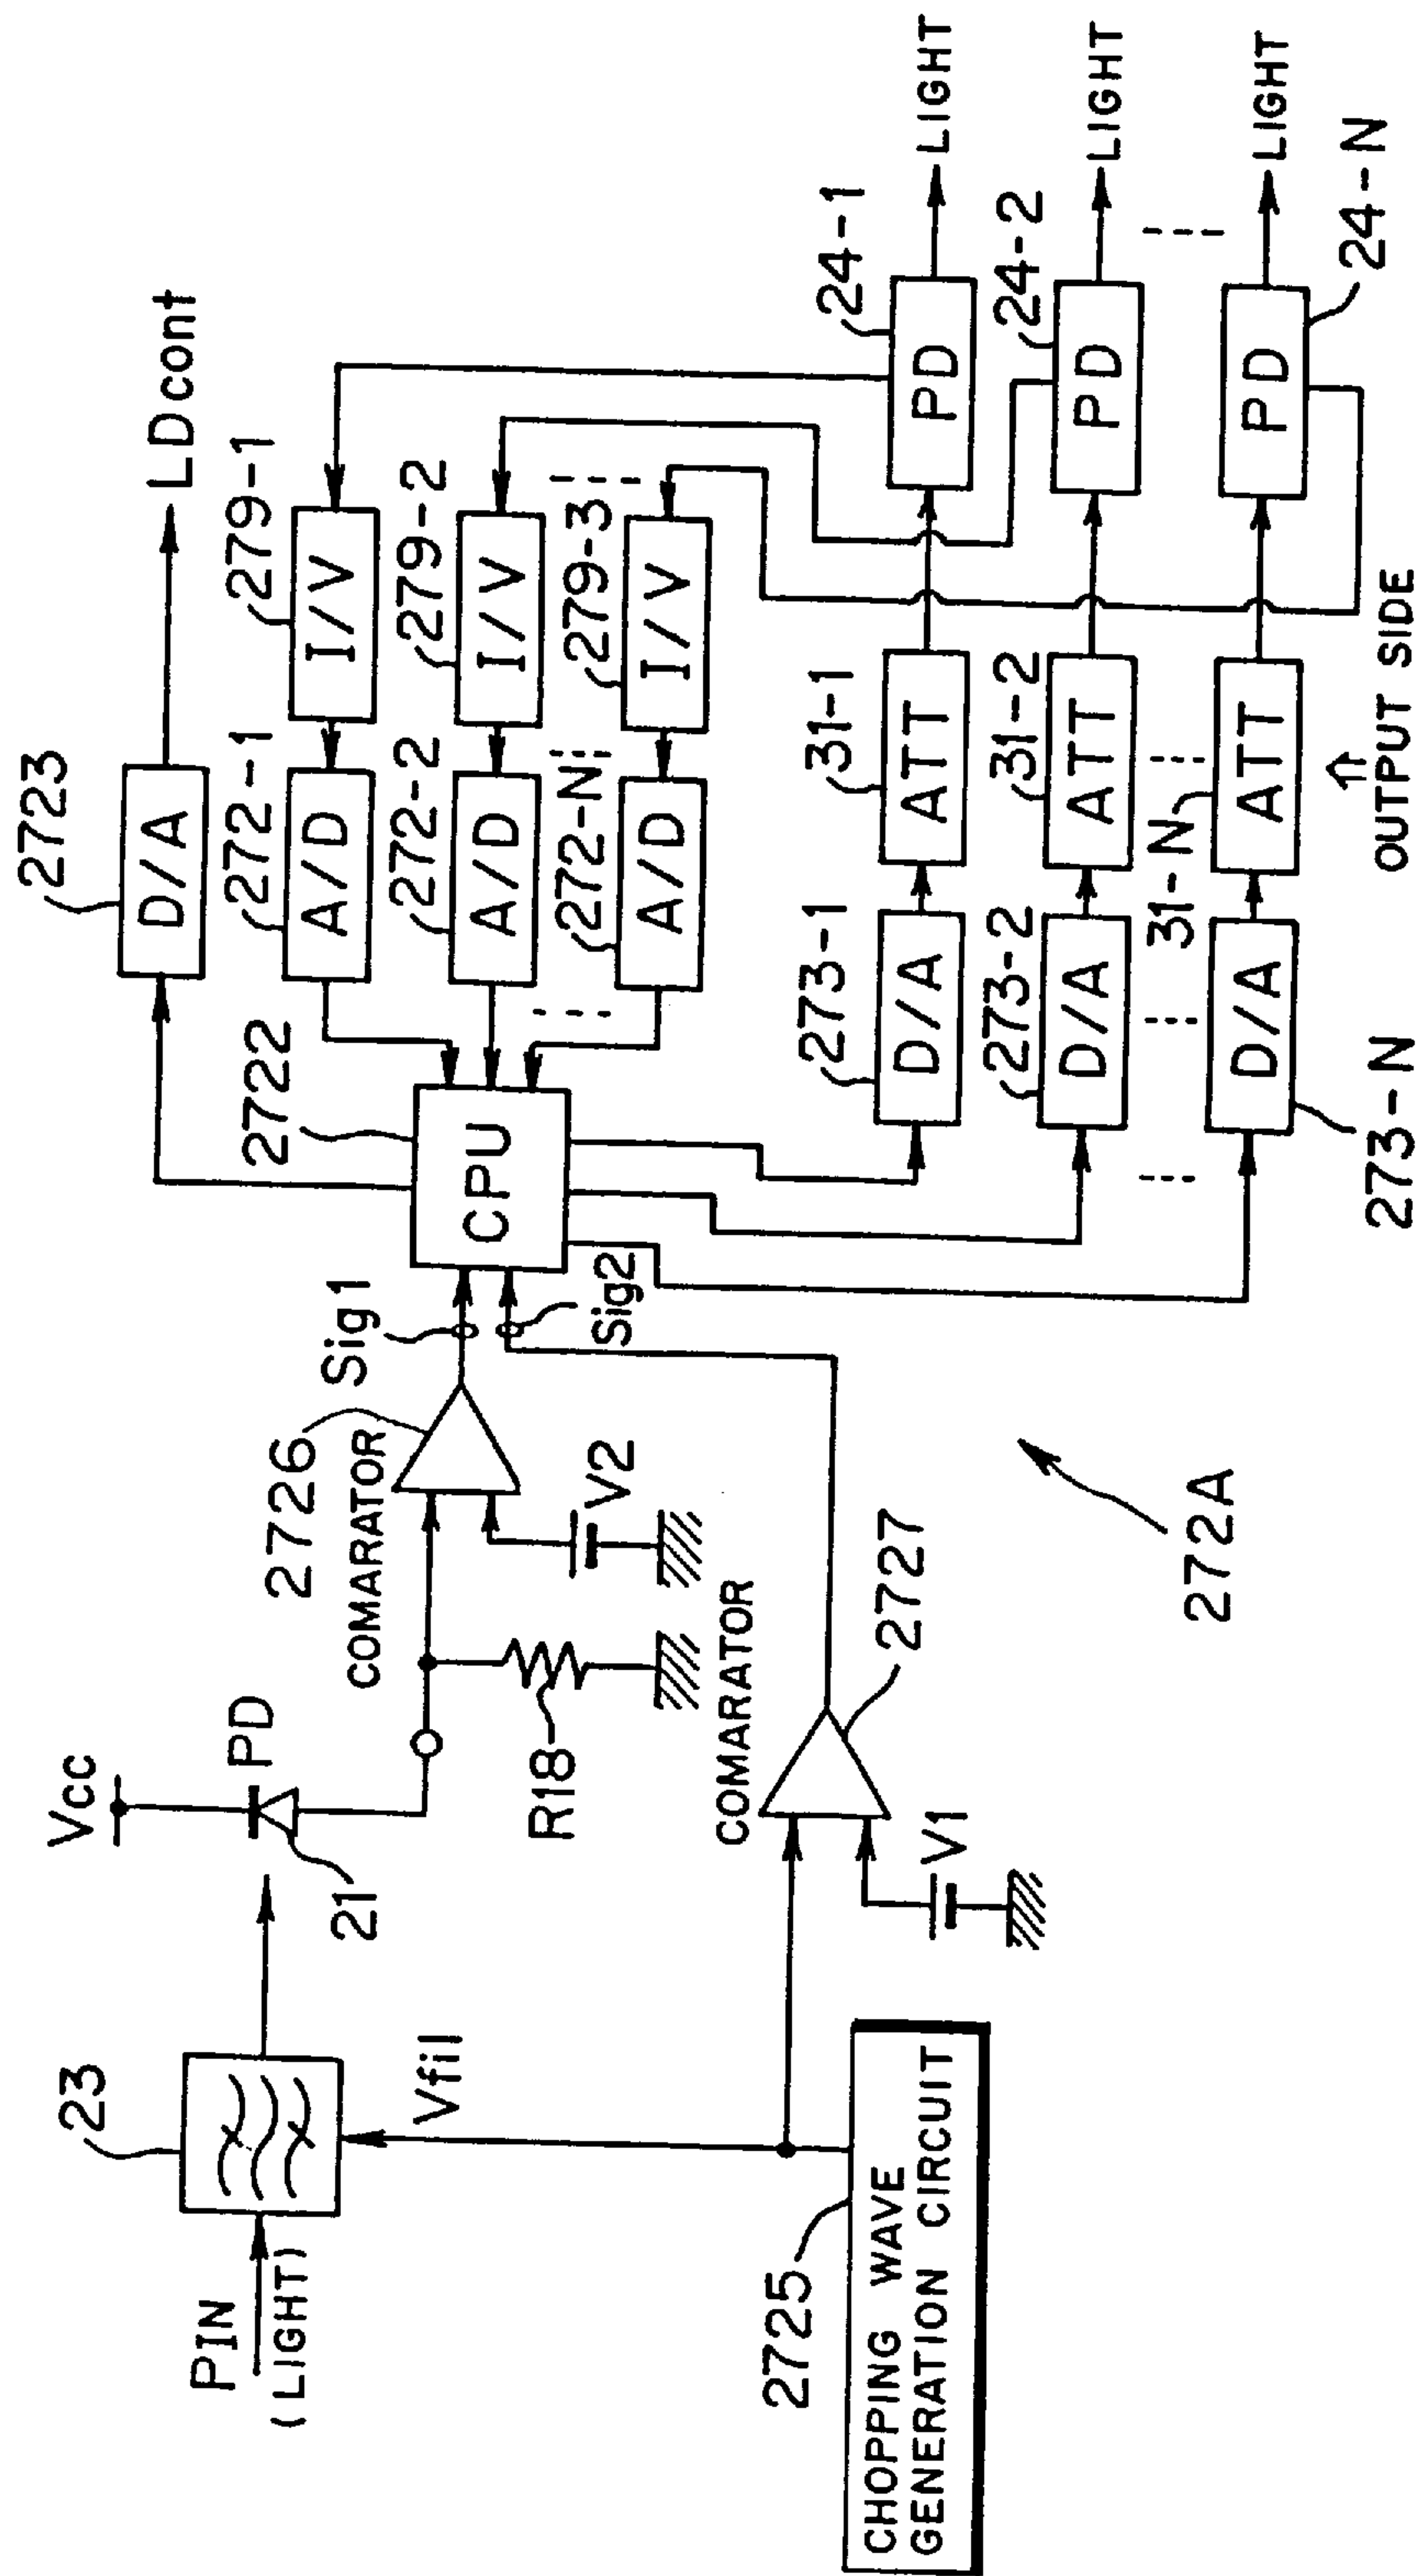 PIN
(LIGHT)
23
Vfil
2725
CHOPPING WAVE
GENERATION CIRCUIT
Vcc
PD
21
R18
COMARATOR
2726
V2
Sig1
Sig2
COMARATOR
2727
V1
272A
2722
CPU
2723
D/A
LDcont
272-1
A/D
279-1
I/V
272-2
A/D
279-2
I/V
272-N
A/D
279-3
I/V
273-1
D/A
31-1
ATT
24-1
PD
LIGHT
273-2
D/A
31-2
ATT
24-2
PD
LIGHT
273-N
D/A
31-N
ATT
24-N
PD
LIGHT
⇒
OUTPUT SIDE